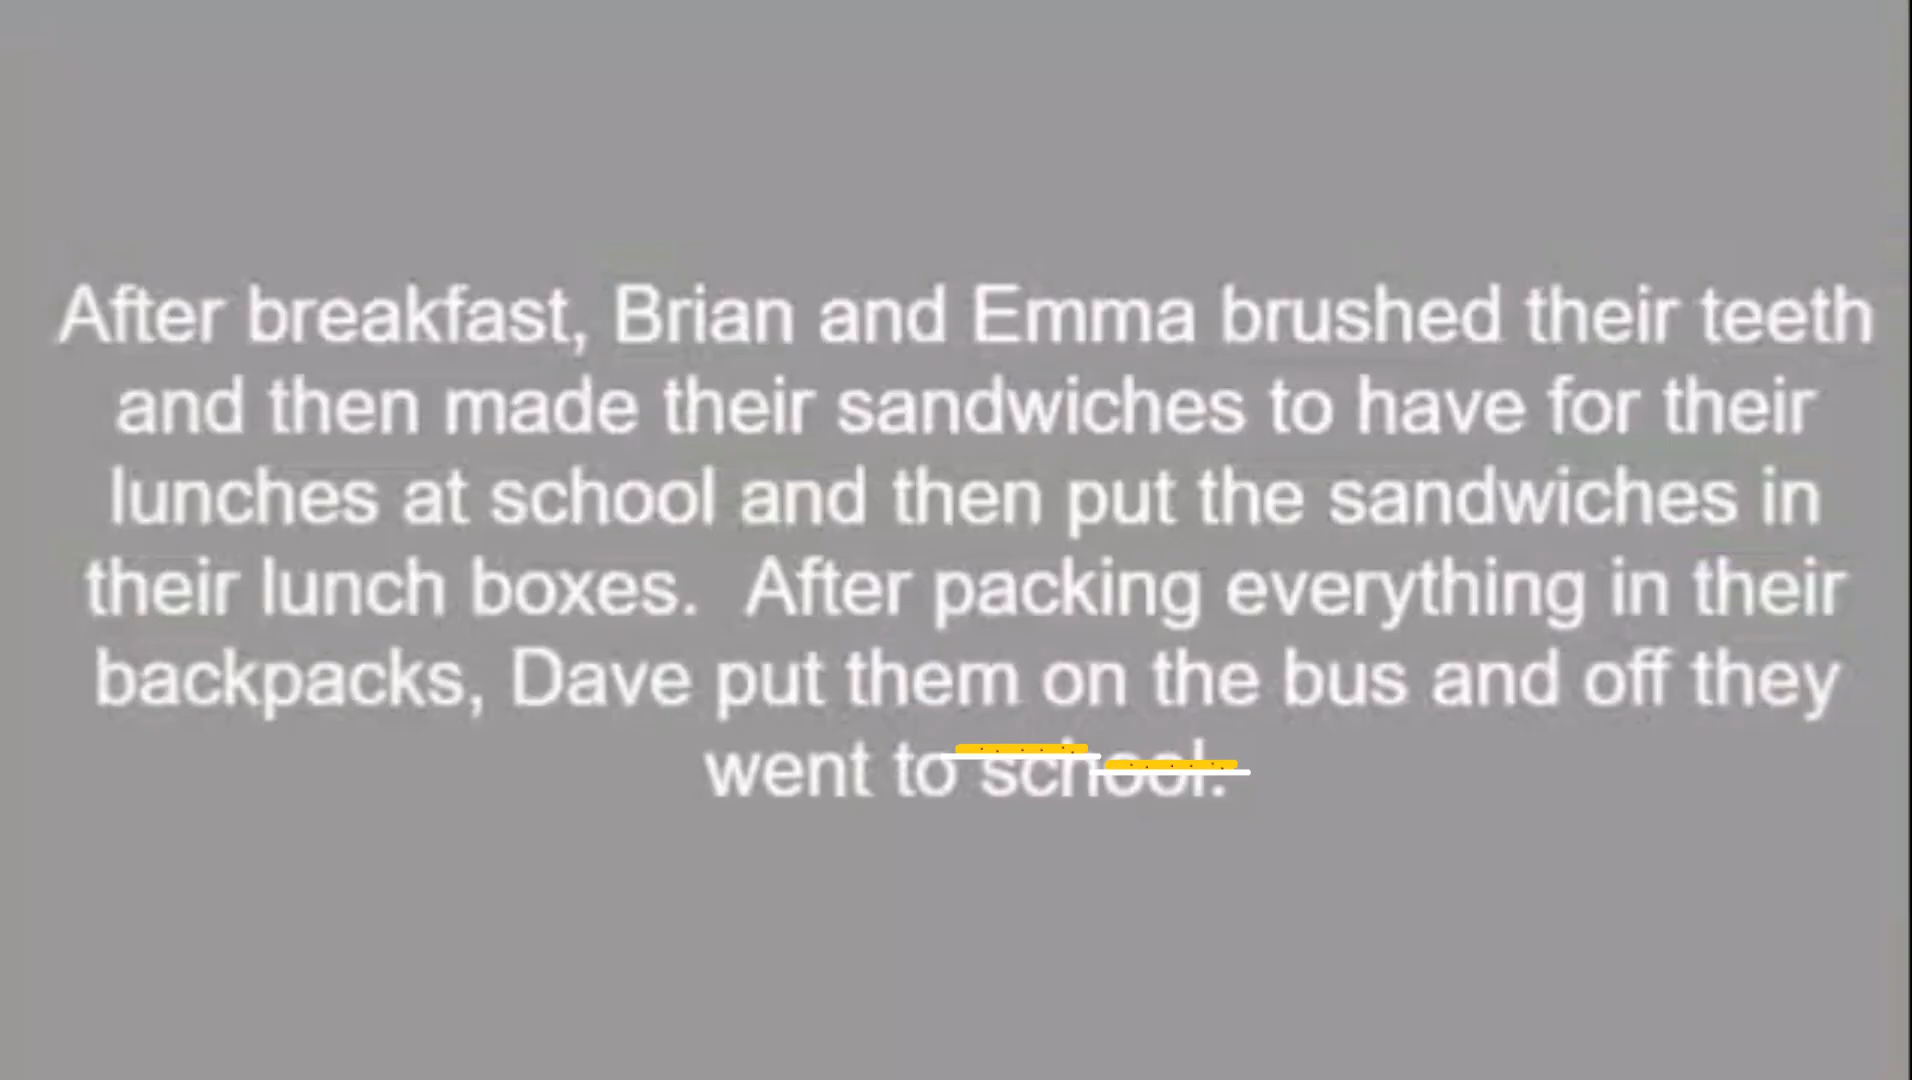 After breakfast, Brian and Emma brushed their teeth
and then made their sandwiches to have for their
lunches at school and then put the sandwiches in
their lunch boxes.  After packing everything in their
backpacks, Dave put them on the bus and off they
went to school.